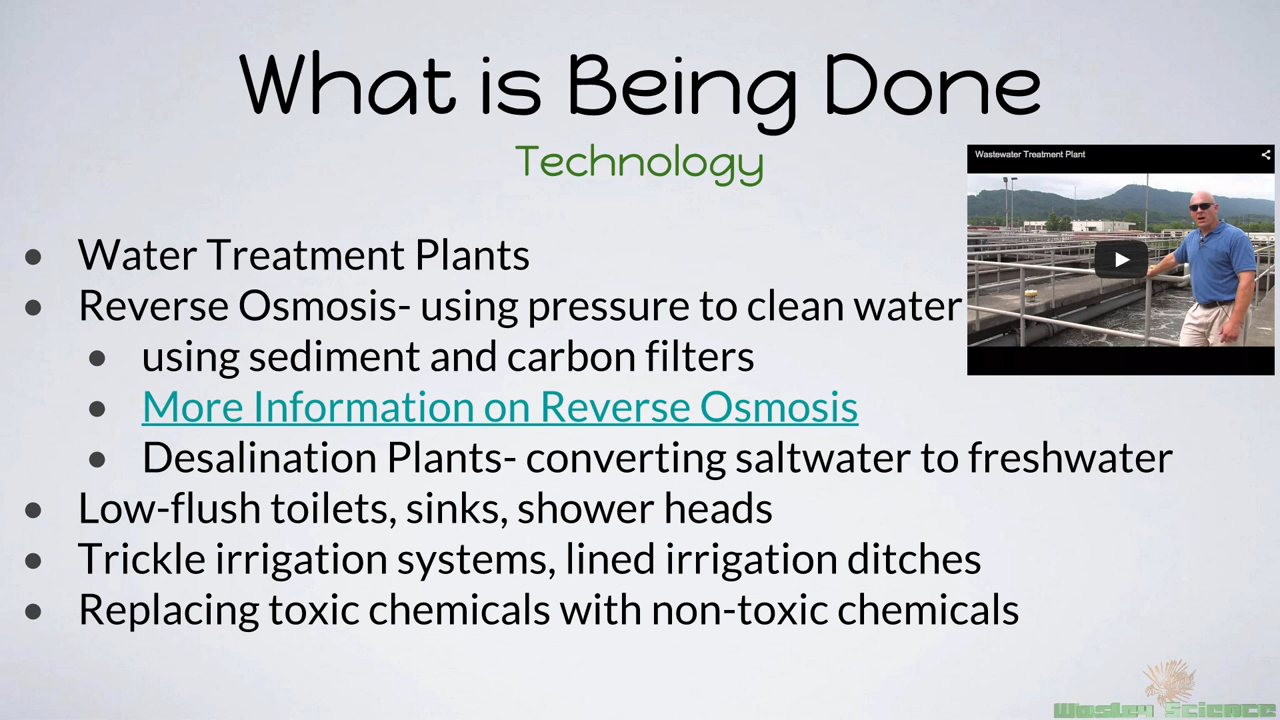 What is Being Done
Technology
Wastewater Treatment Plant
Water Treatment Plants
Reverse Osmosis- using pressure to clean water
using sediment and carbon filters
More Information on Reverse Osmosis
Desalination Plants- converting saltwater to freshwater
Low-flush toilets, sinks, shower heads
Trickle irrigation systems, lined irrigation ditches
Replacing toxic chemicals with non-toxic chemicals
Wasley Science